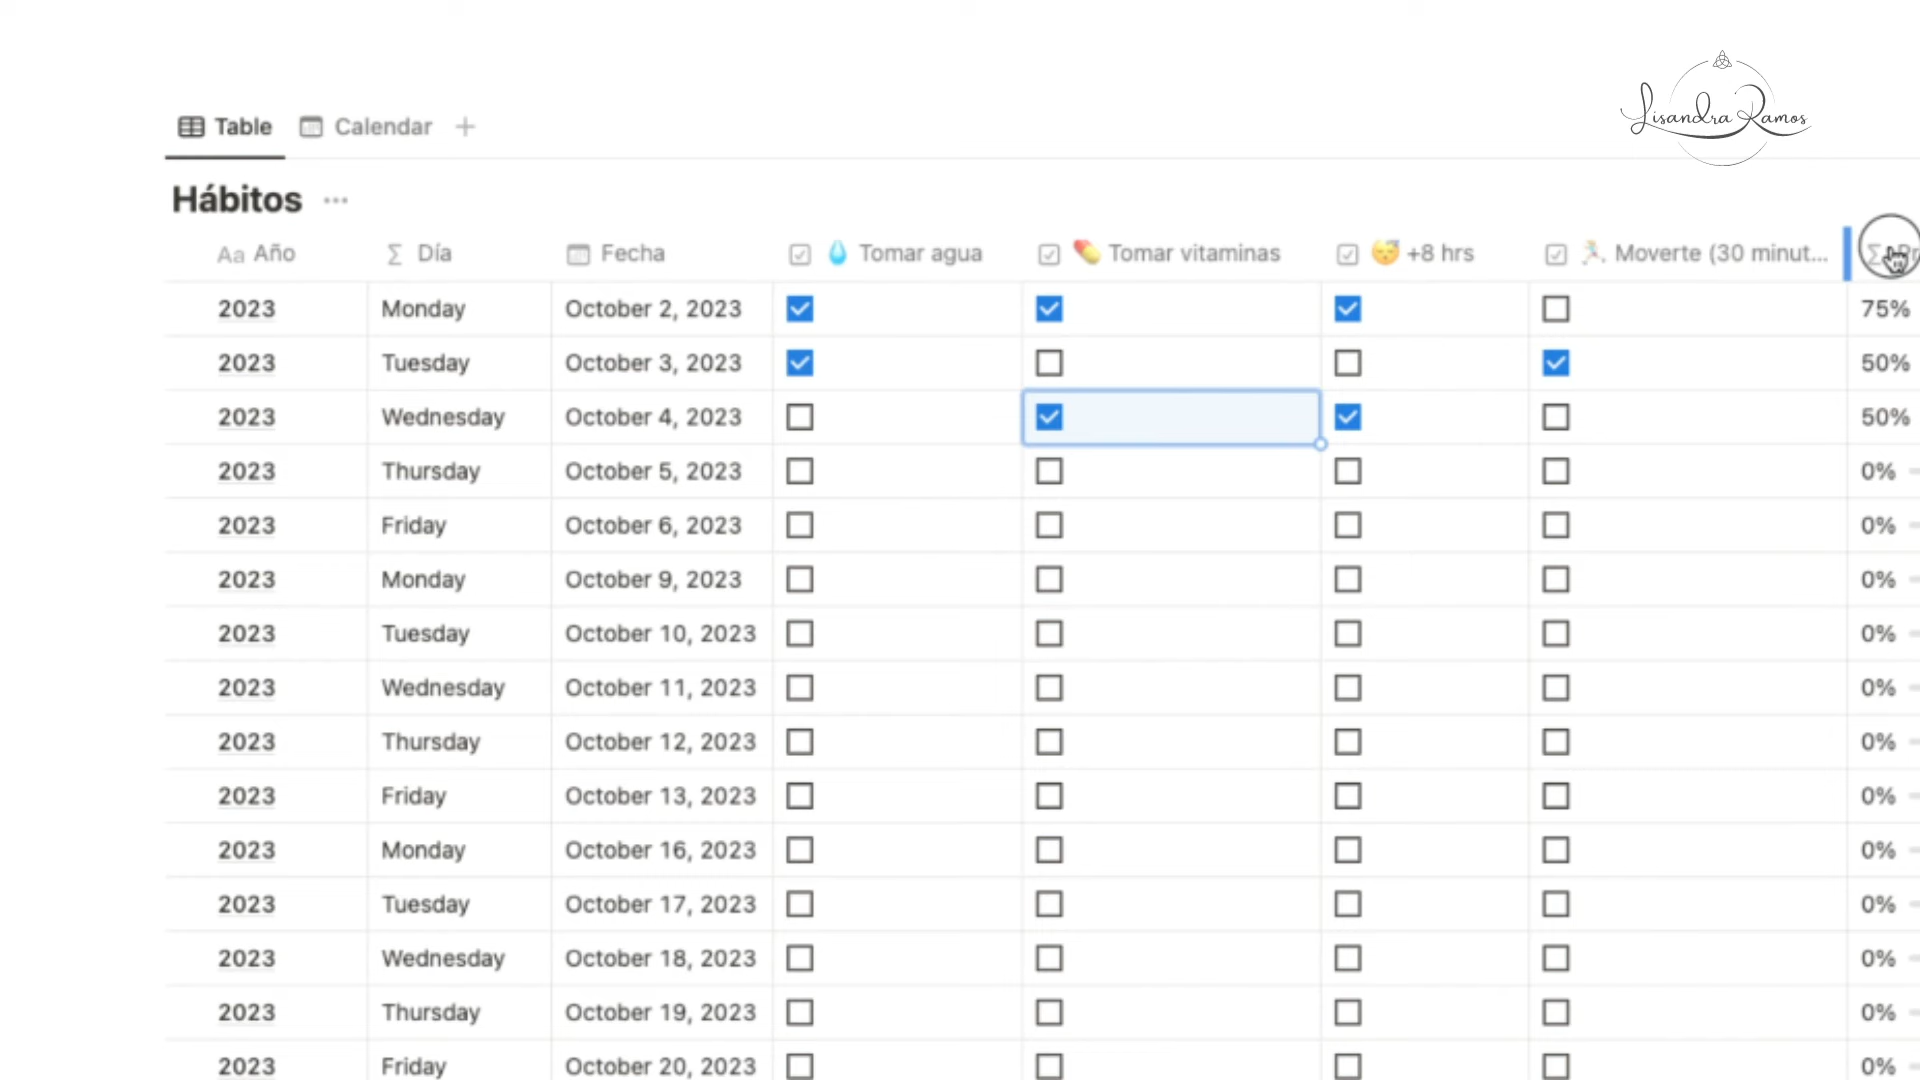 Lisandra Ramos
Table Calendar
Hábitos
Aa Año Σ Día Fecha Tomar agua Tomar vitaminas +8 hrs Moverte (30 minut... Σ
2023 Monday October 2, 2023 75%
2023 Tuesday October 3, 2023 50%
2023 Wednesday October 4, 2023 50%
2023 Thursday October 5, 2023 0%
2023 Friday October 6, 2023 0%
2023 Monday October 9, 2023 0%
2023 Tuesday October 10, 2023 0%
2023 Wednesday October 11, 2023 0%
2023 Thursday October 12, 2023 0%
2023 Friday October 13, 2023 0%
2023 Monday October 16, 2023 0%
2023 Tuesday October 17, 2023 0%
2023 Wednesday October 18, 2023 0%
2023 Thursday October 19, 2023 0%
2023 Friday October 20, 2023 0%